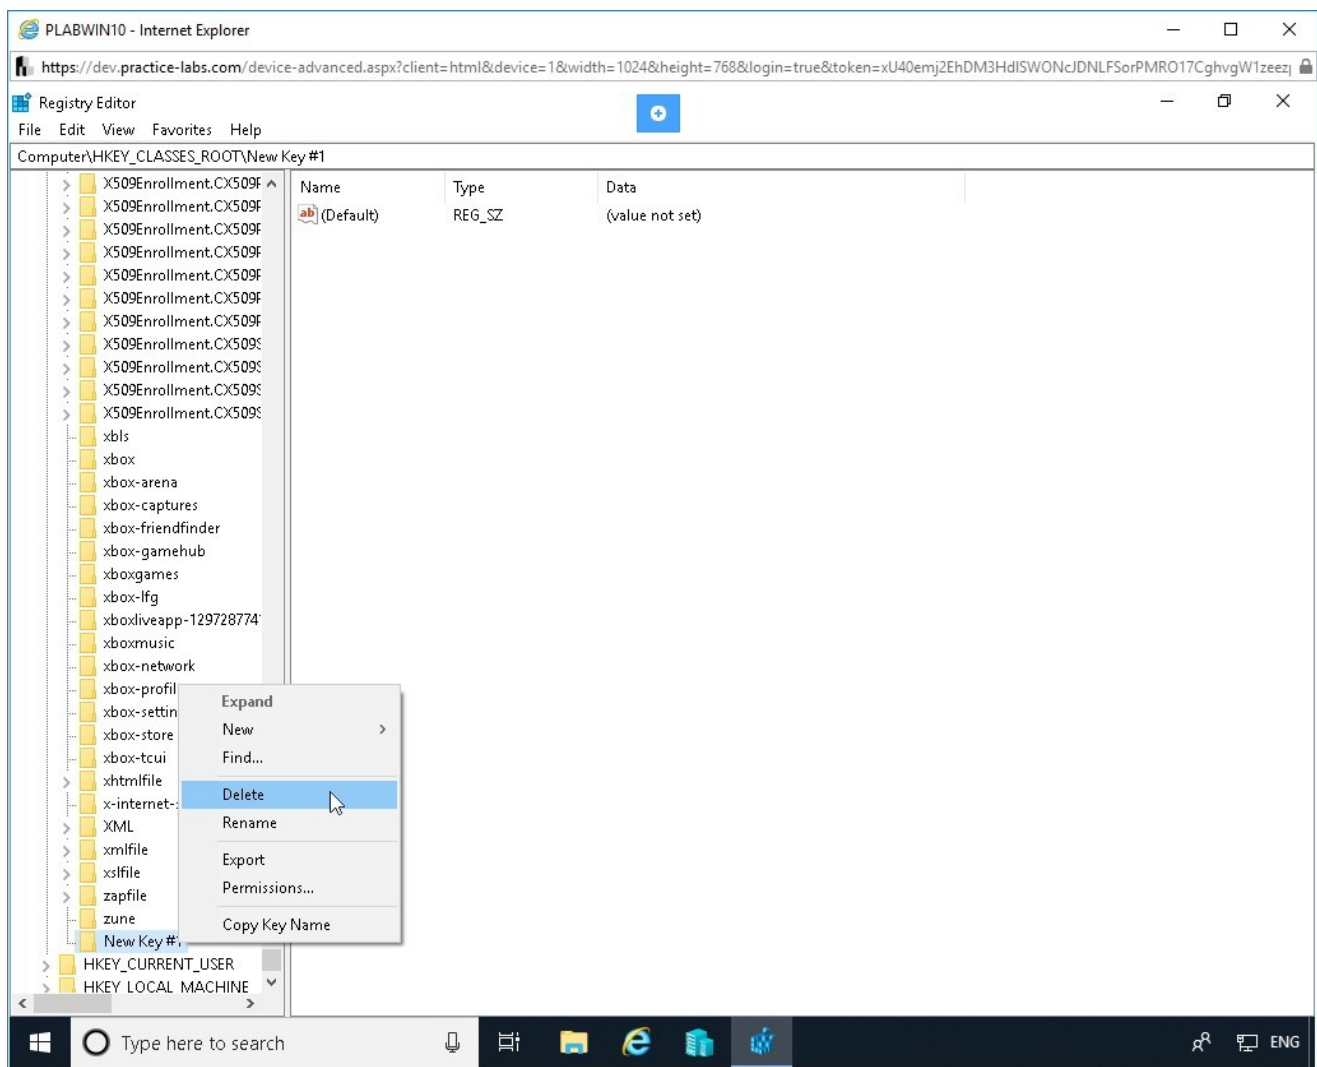 PLABWIN10 - Internet Explorer
https://dev.practice-labs.com/device-advanced.aspx?client=html&device=1&width=1024&height=768&login=true&token=
Registry Editor
File Edit View Favorites Help
Computer\HKEY_CLASSES_ROOT\New Key #1
Name Type Data
ab (Default) REG_SZ (value not set)
X509Enrollment.CX509F
X509Enrollment.CX509F
X509Enrollment.CX509F
X509Enrollment.CX509F
X509Enrollment.CX509F
X509Enrollment.CX509F
X509Enrollment.CX509F
X509Enrollment.CX509S
X509Enrollment.CX509S
X509Enrollment.CX509S
X509Enrollment.CX509S
xbls
xbox
xbox-arena
xbox-captures
xbox-friendfinder
xbox-gamehub
xboxgames
xbox-lfg
xboxliveapp-129728774
xboxmusic
xbox-network
xbox-profil
xbox-settin
xbox-store
xbox-tcui
xhtmlfile
x-internet-
XML
xmlfile
xslfile
zapfile
zune
New Key #1
HKEY_CURRENT_USER
HKEY_LOCAL_MACHINE
Expand
New
Find...
Delete
Rename
Export
Permissions...
Copy Key Name
Type here to search
ENG